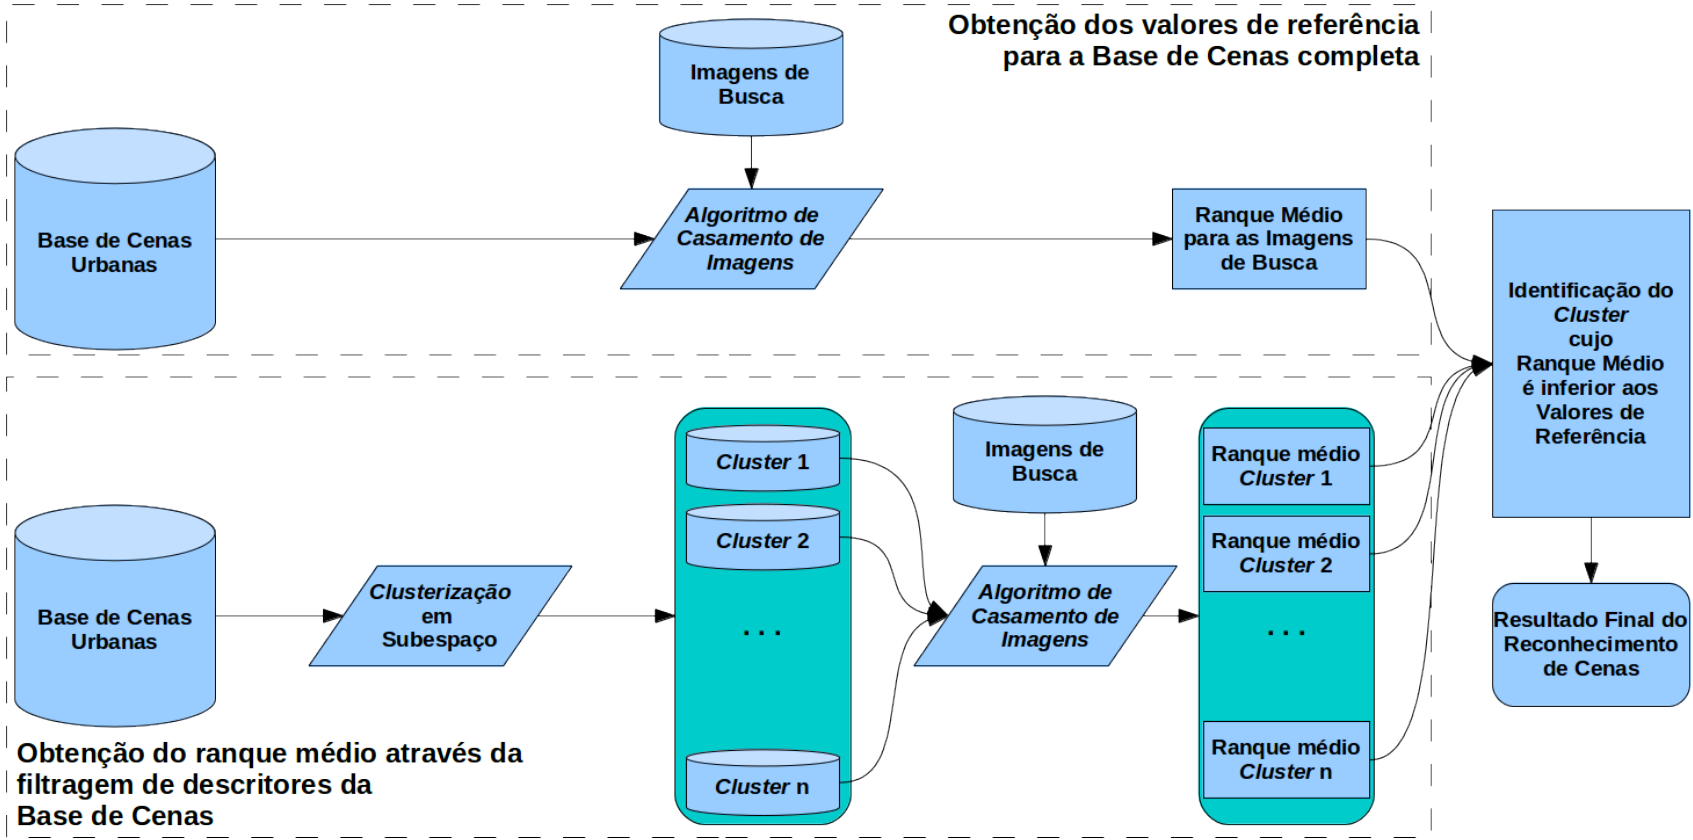 Obtenção dos valores de referência
para a Base de Cenas completa
Imagens de
Busca
Base de Cenas
Urbanas
Algoritmo de
Casamento de
Imagens
Ranque Médio
para as Imagens
de Busca
Identificação do
Cluster
cujo
Ranque Médio
é inferior aos
Valores de
Referência
Resultado Final do
Reconhecimento
de Cenas
Base de Cenas
Urbanas
Clusterização
em
Subespaço
Cluster 1
Cluster 2
...
Cluster n
Imagens de
Busca
Algoritmo de
Casamento de
Imagens
Ranque médio
Cluster 1
Ranque médio
Cluster 2
...
Ranque médio
Cluster n
Obtenção do ranque médio através da
filtragem de descritores da
Base de Cenas